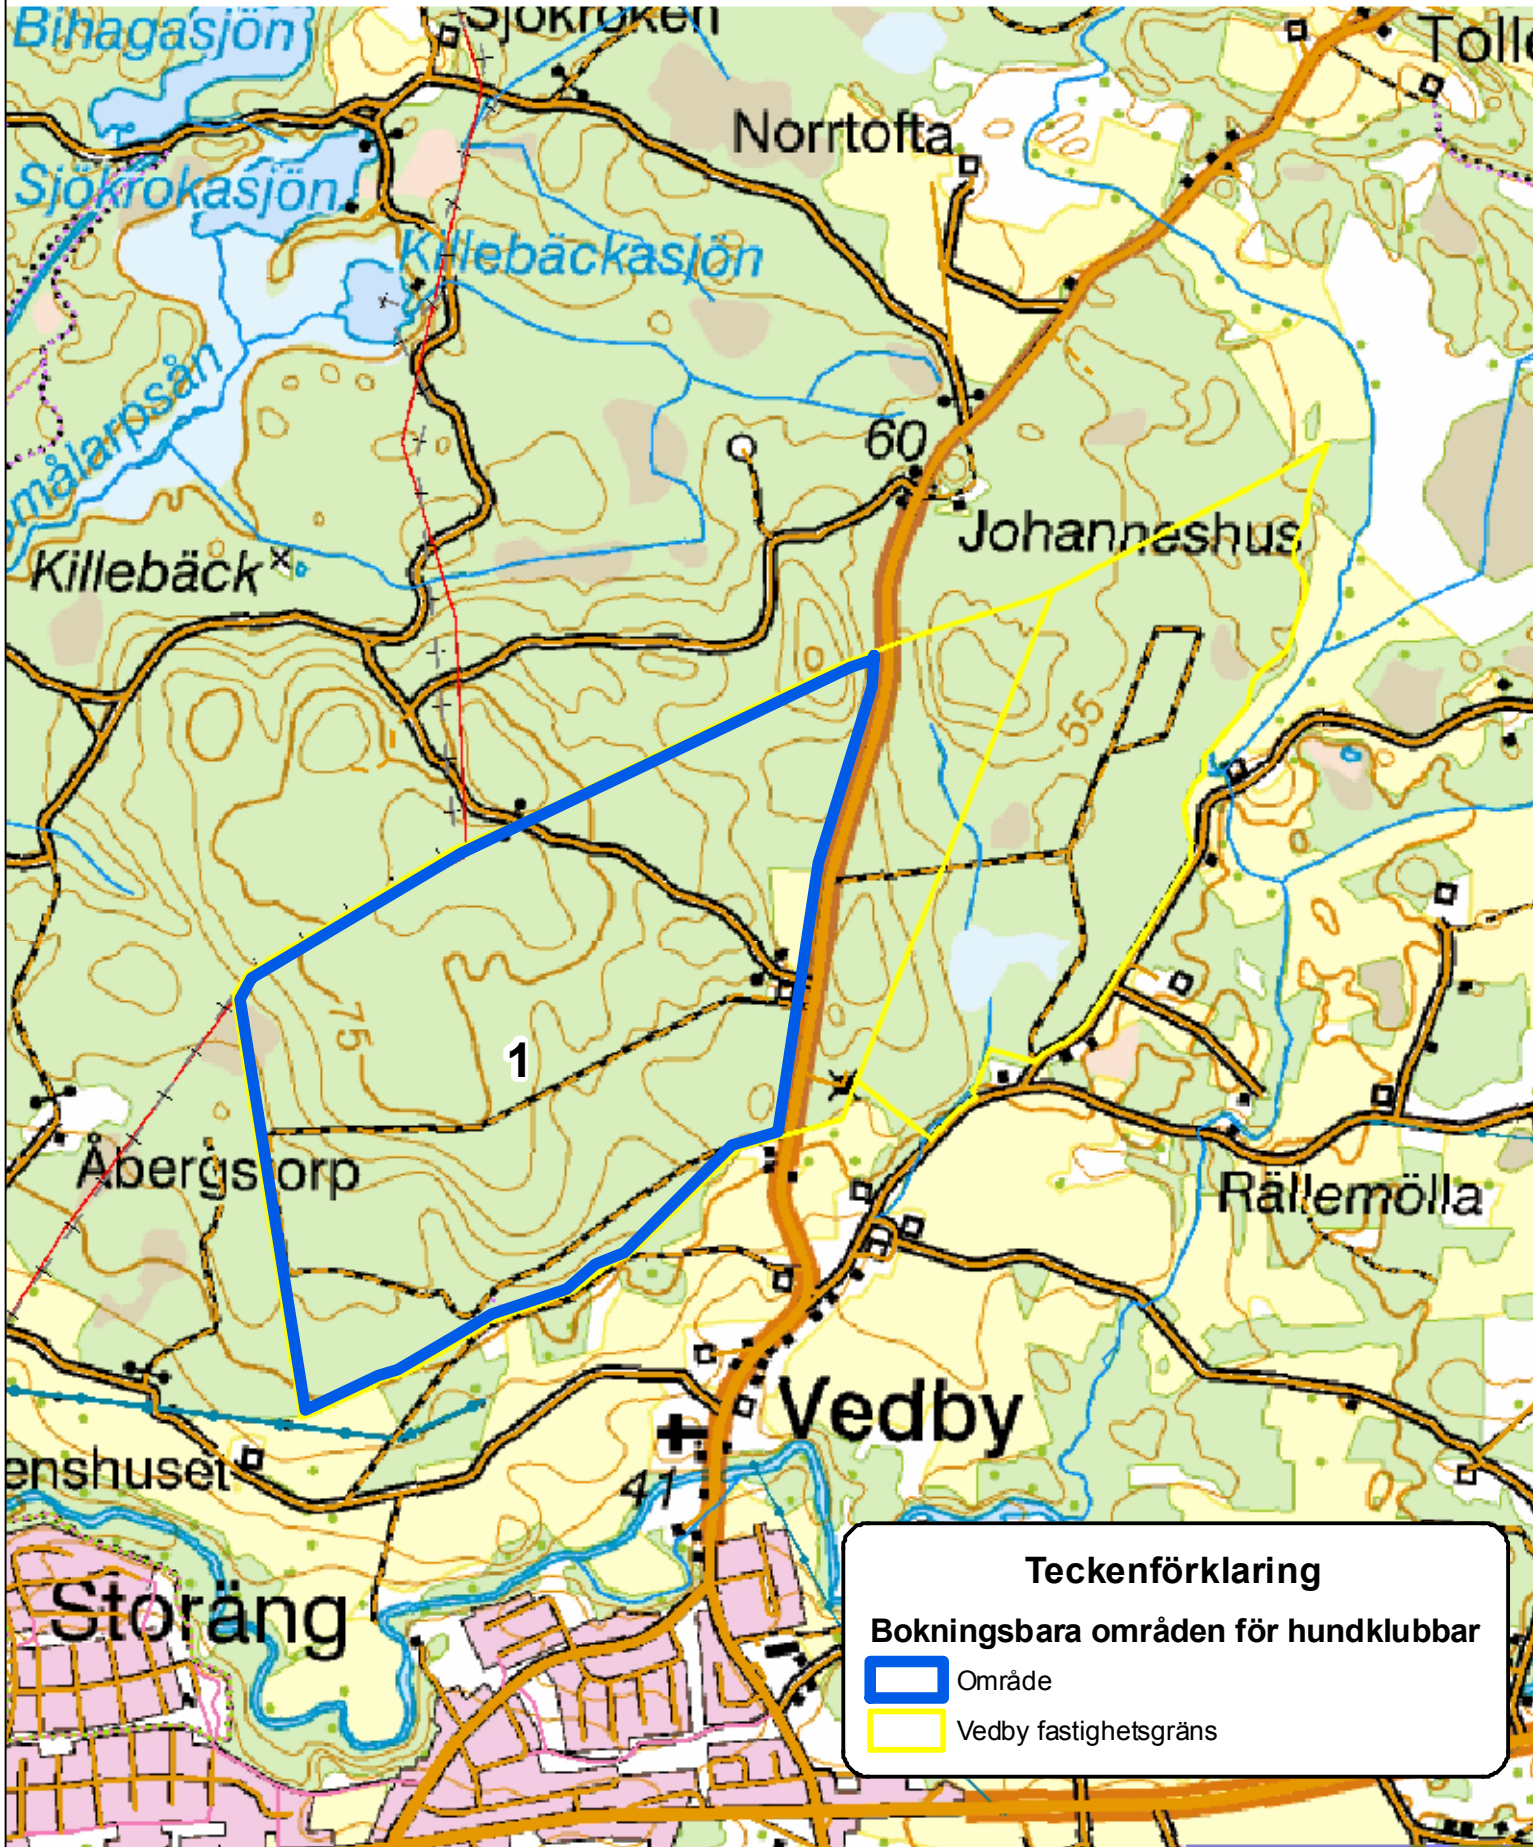 Bihagasjön
Sjökroken
Norrtofta
Sjökrokasjön
Killebäckasjön
60
Johanneshus
Killebäck
55
75
1
Åbergstorp
Rällemölla
Vedby
41
Storäng
Teckenförklaring
Bokningsbara områden för hundklubbar
Område
Vedby fastighetsgräns